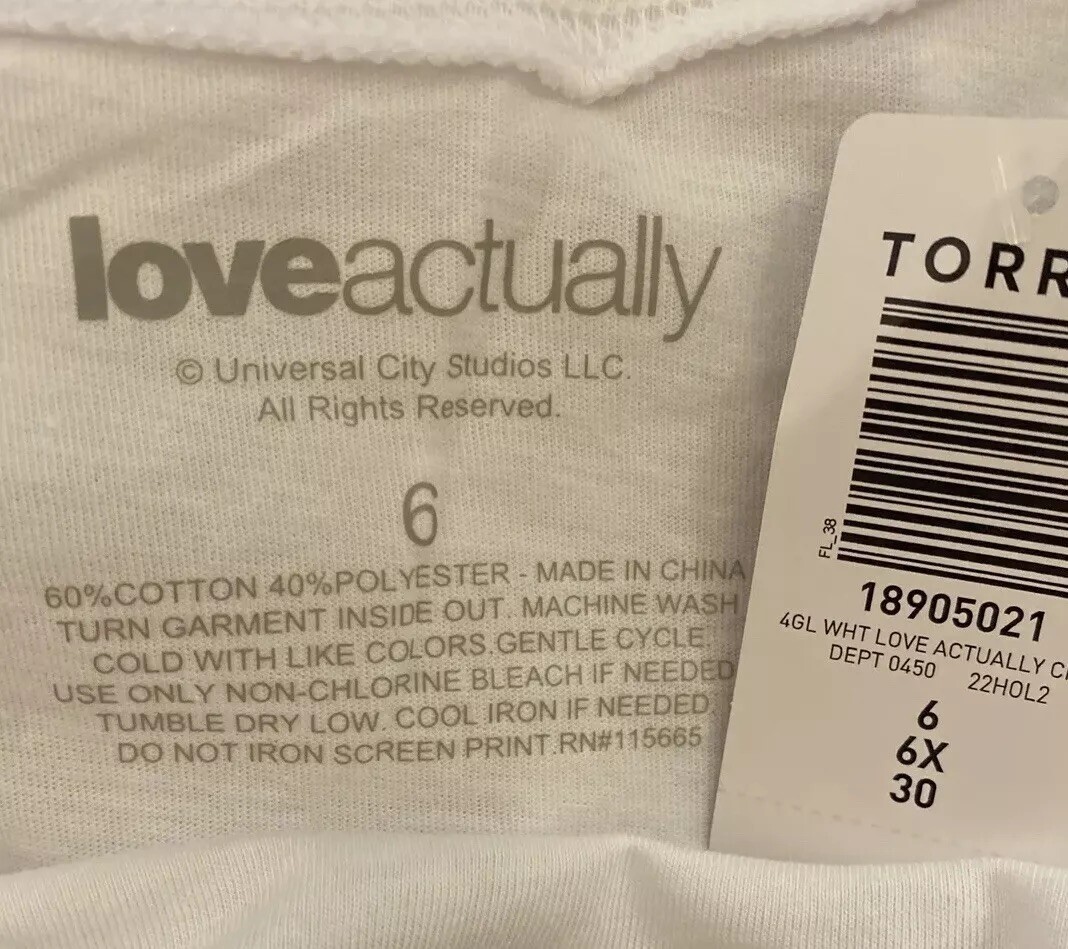 loveactually
© Universal City Studios LLC.
All Rights Reserved.
6
60%COTTON 40%POLYESTER - MADE IN CHINA
TURN GARMENT INSIDE OUT. MACHINE WASH
COLD WITH LIKE COLORS.GENTLE CYCLE
USE ONLY NON-CHLORINE BLEACH IF NEEDED
TUMBLE DRY LOW. COOL IRON IF NEEDED
DO NOT IRON SCREEN PRINT.RN#115665
TORR
FL_38
18905021
4GL WHT LOVE ACTUALLY
DEPT 0450 22HOL2
6
6X
30